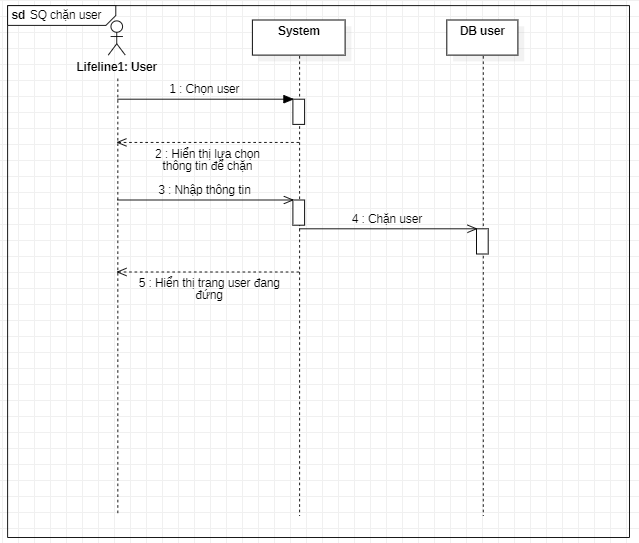 sd SQ chặn user
System
DB user
Lifeline1: User
1 : Chọn user
2 : Hiển thị lựa chọn
thông tin để chặn
3 : Nhập thông tin
4 : Chặn user
5 : Hiển thị trang user đang
đứng